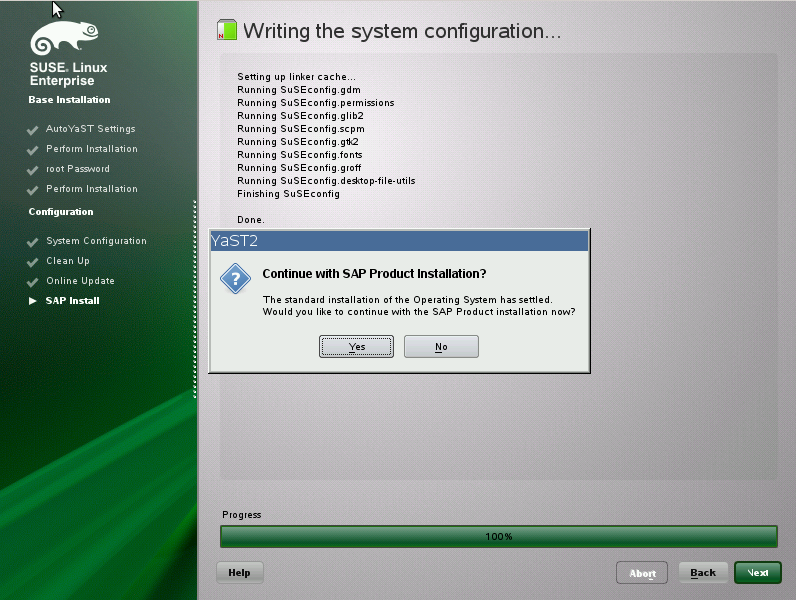 SUSE. Linux
Enterprise
Base Installation
AutoYaST Settings
Perform Installation
root Password
Perform Installation
Configuration
System Configuration
Clean Up
Online Update
SAP Install
N
Writing the system configuration...
Setting up linker cache...
Running SuSEconfig.gdm
Running SuSEconfig.permissions
Running SuSEconfig.glib2
Running SuSEconfig.scpm
Running SuSEconfig.gtk2
Running SuSEconfig.fonts
Running SuSEconfig.groff
Running SuSEconfig.desktop-file-utils
Finishing SuSEconfig
Done.
YaST2
?
Continue with SAP Product Installation?
The standard installation of the Operating System has settled.
Would you like to continue with the SAP Product installation now?
Yes No
Progress
100%
Help Abort Back Next